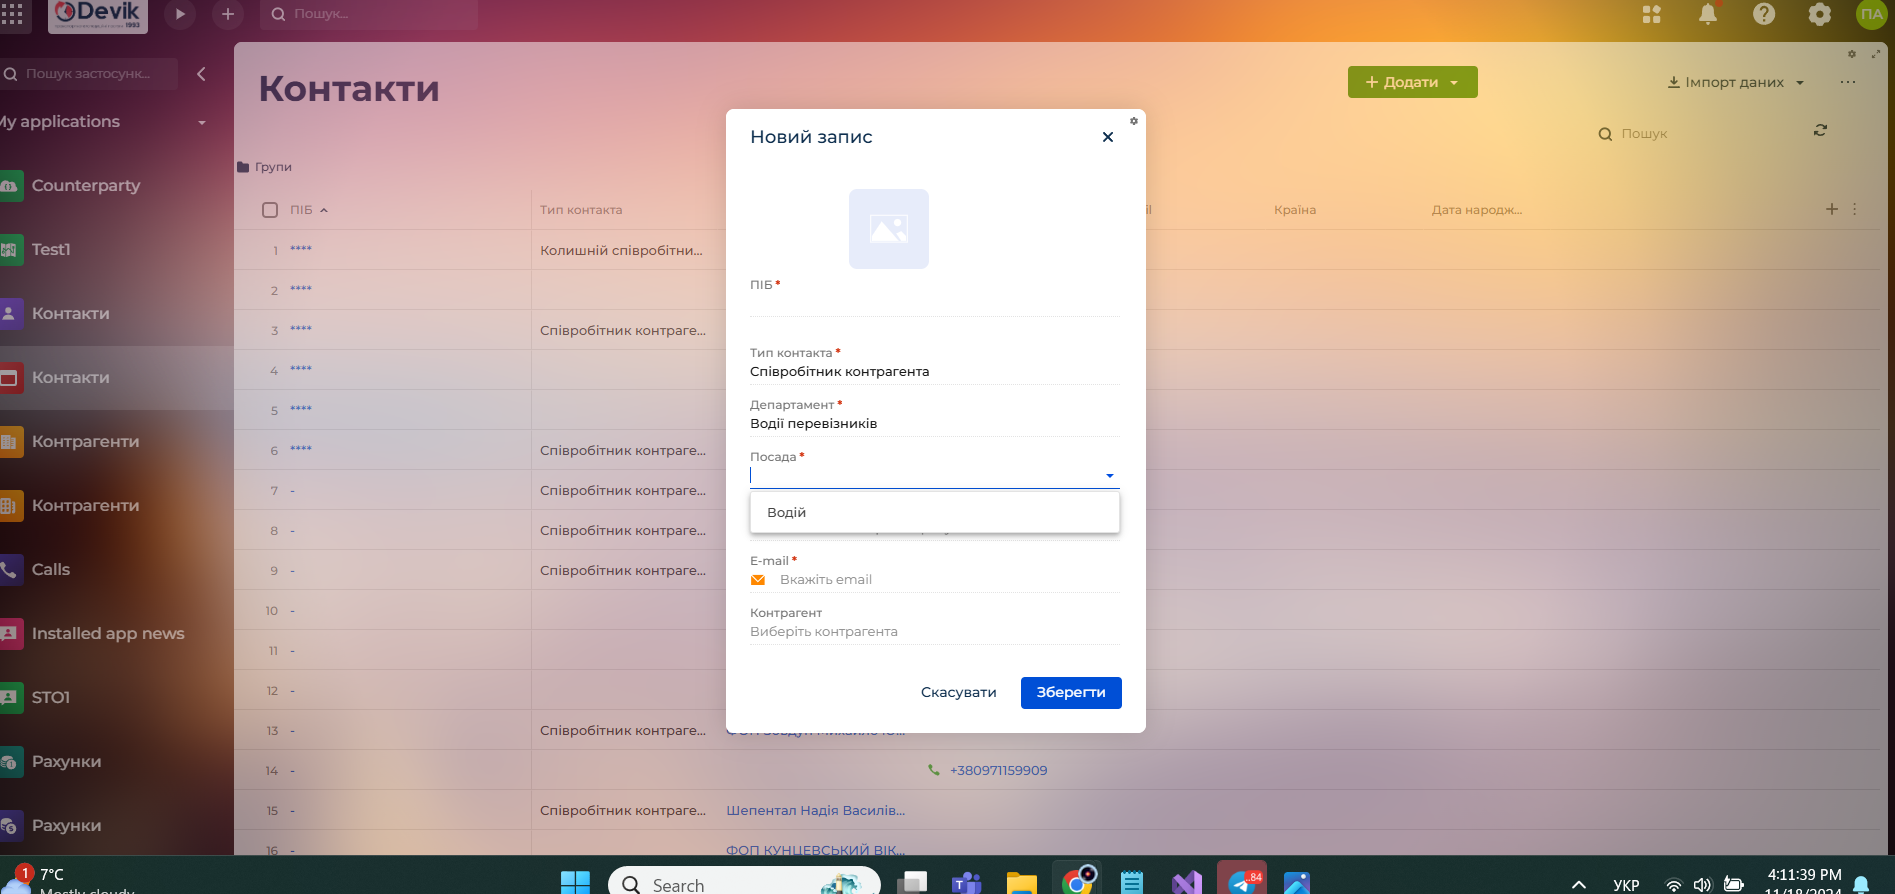 Devik
1993
Пошук...
ПА
Пошук застосунк...
My applications
Counterparty
Test1
Контакти
Контакти
Контрагенти
Контрагенти
Calls
Installed app news
STO1
Рахунки
Рахунки
Контакти
+ Додати
Імпорт даних
...
Пошук
Групи
ПІБ
Тип контакта
il
Країна
Дата народж...
1 **** Колишній співробітни...
2 ****
3 **** Співробітник контраге...
4 ****
5 ****
6 **** Співробітник контраге...
7 - Співробітник контраге...
8 - Співробітник контраге...
9 - Співробітник контраге...
10 -
11 -
12 -
13 - Співробітник контраге...
14 - +380971159909
15 - Співробітник контраге... Шепентал Надія Василів...
16 - ФОП КУНЦЕВСЬКИЙ ВІК...
Новий запис
ПІБ *
Тип контакта *
Співробітник контрагента
Департамент *
Водії перевізників
Посада *
Водій
E-mail *
Вкажіть email
Контрагент
Виберіть контрагента
Скасувати
Зберегти
1
7°C
Mostly cloudy
Search
.84
УКР
4:11:39 PM
11/18/2024